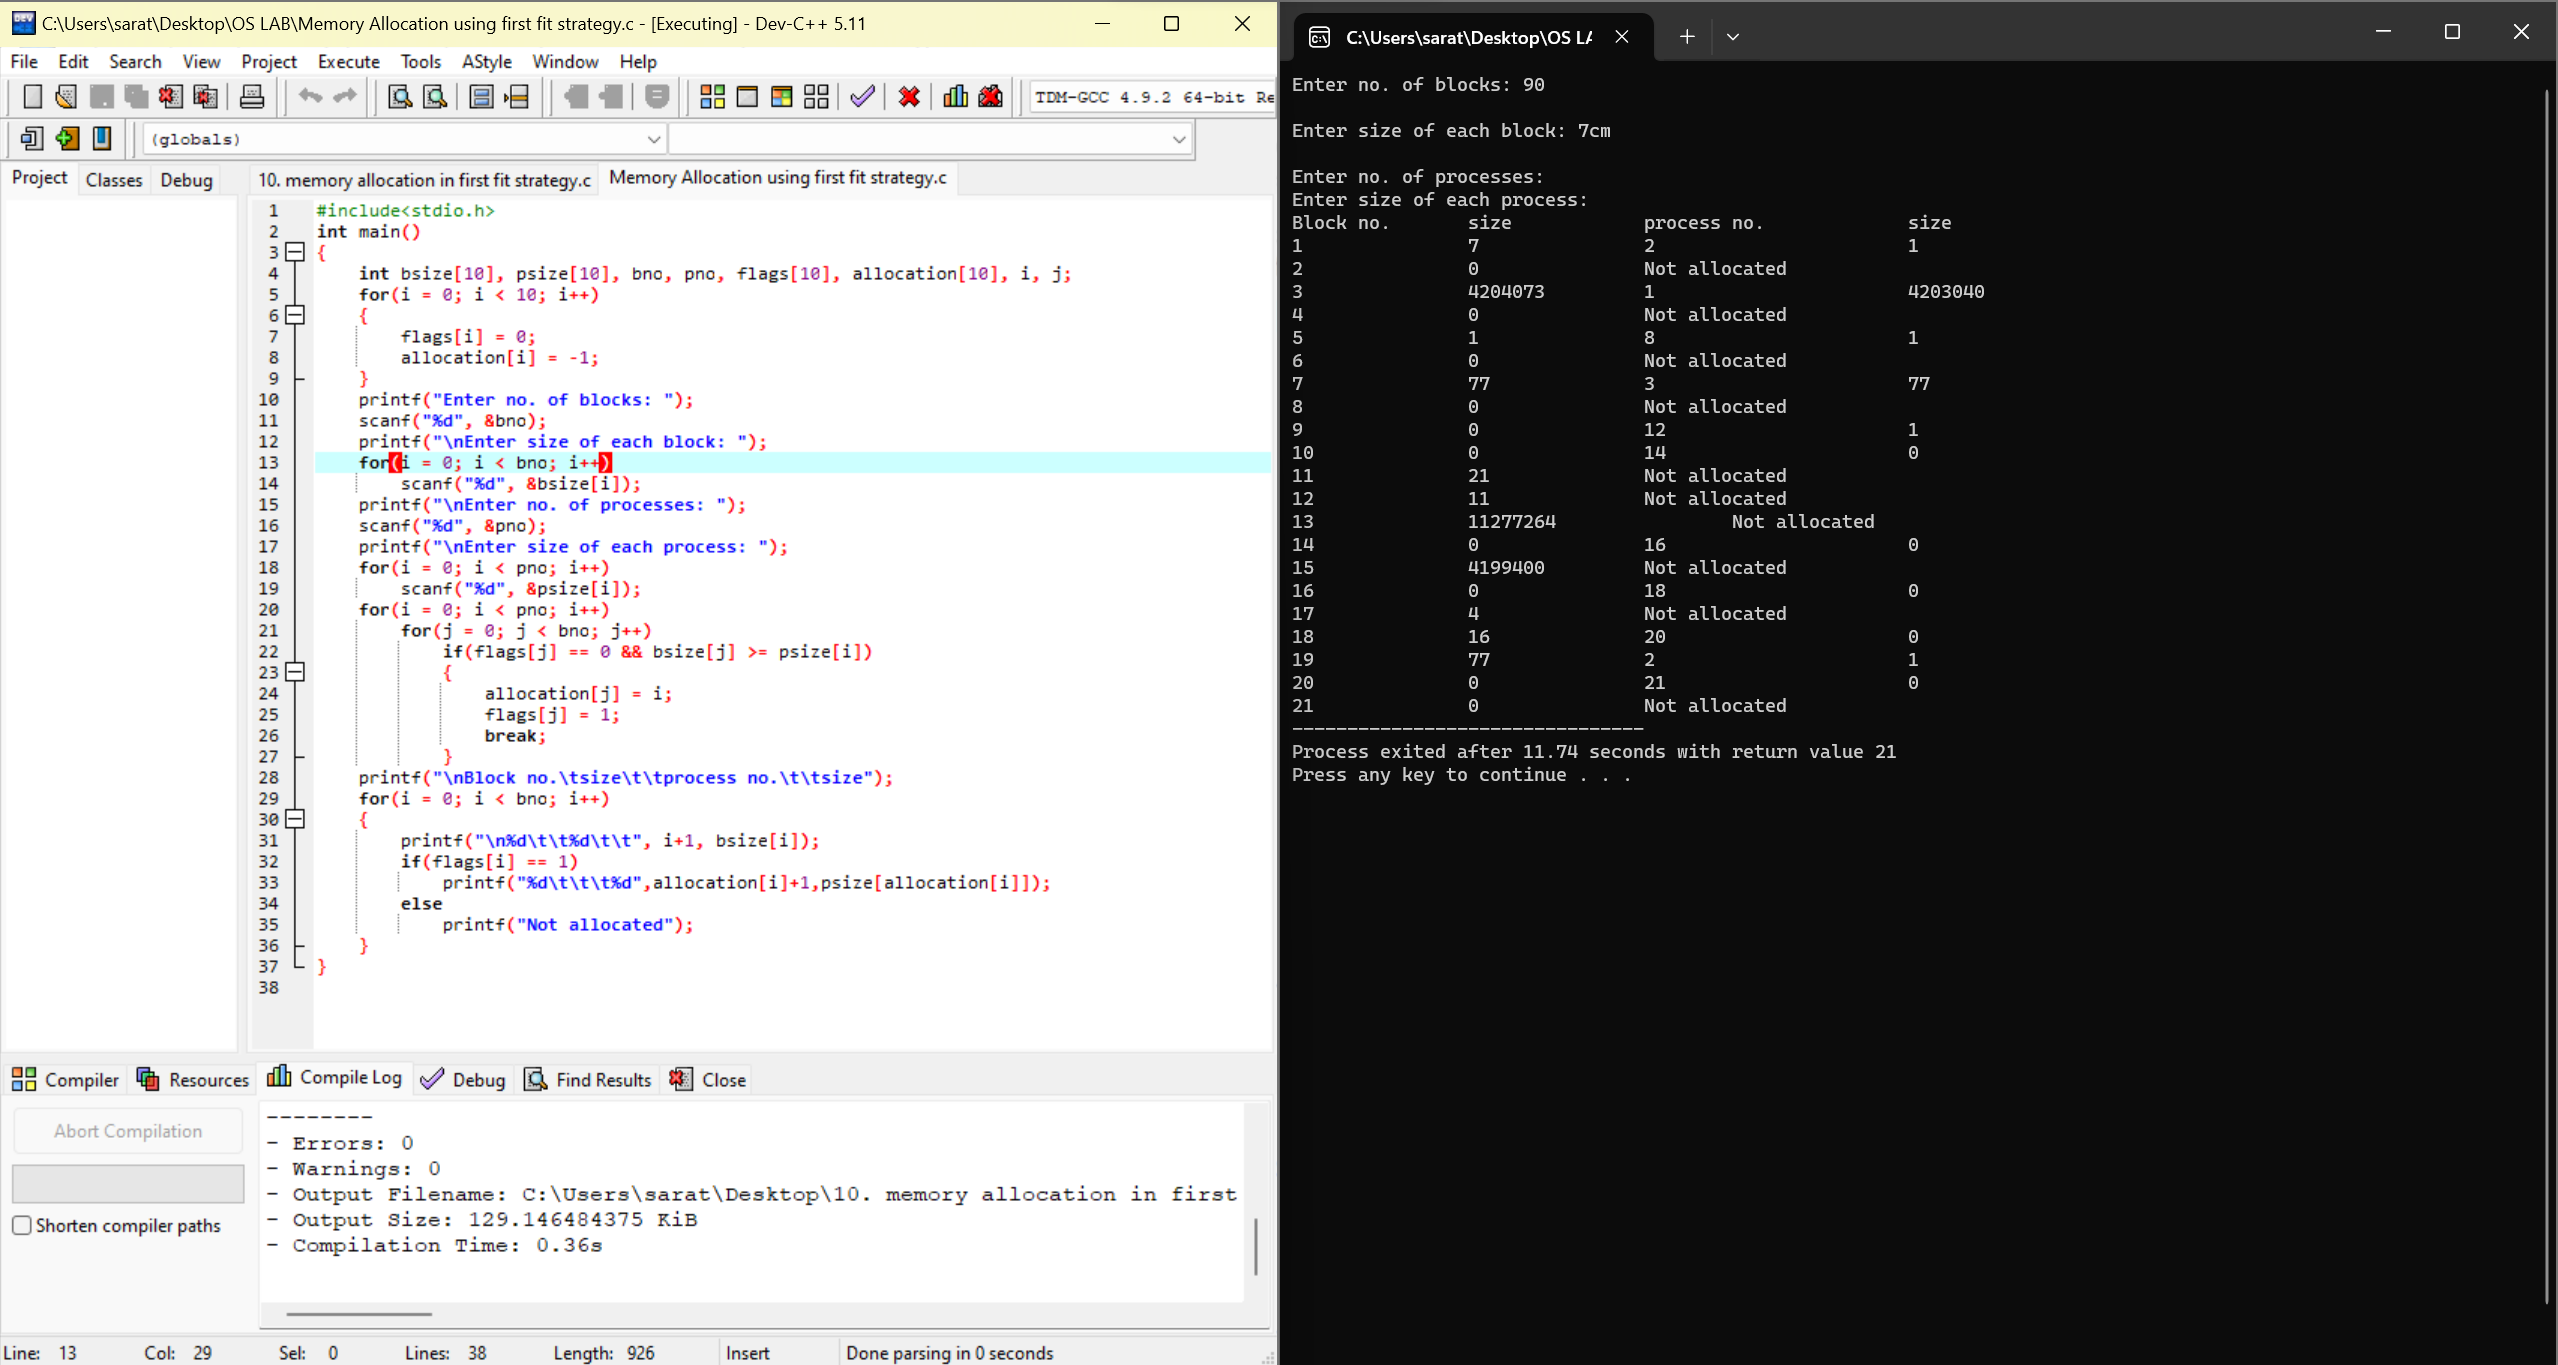 C:\Users\sarat\Desktop\OS LAB\Memory Allocation using first fit strategy.c - [Executing] - Dev-C++ 5.11
File Edit Search View Project Execute Tools AStyle Window Help
TDM-GCC 4.9.2 64-bit Re
(globals)
Project Classes Debug
10. memory allocation in first fit strategy.c Memory Allocation using first fit strategy.c
1 #include<stdio.h>
2 int main()
3 {
4 int bsize[10], psize[10], bno, pno, flags[10], allocation[10], i, j;
5 for(i = 0; i < 10; i++)
6 {
7 flags[i] = 0;
8 allocation[i] = -1;
9 }
10 printf("Enter no. of blocks: ");
11 scanf("%d", &bno);
12 printf("\nEnter size of each block: ");
13 for(i = 0; i < bno; i++)
14 scanf("%d", &bsize[i]);
15 printf("\nEnter no. of processes: ");
16 scanf("%d", &pno);
17 printf("\nEnter size of each process: ");
18 for(i = 0; i < pno; i++)
19 scanf("%d", &psize[i]);
20 for(i = 0; i < pno; i++)
21 for(j = 0; j < bno; j++)
22 if(flags[j] == 0 && bsize[j] >= psize[i])
23 {
24 allocation[j] = i;
25 flags[j] = 1;
26 break;
27 }
28 printf("\nBlock no.\tsize\t\tprocess no.\t\tsize");
29 for(i = 0; i < bno; i++)
30 {
31 printf("\n%d\t\t%d\t\t", i+1, bsize[i]);
32 if(flags[i] == 1)
33 printf("%d\t\t\t%d",allocation[i]+1,psize[allocation[i]]);
34 else
35 printf("Not allocated");
36 }
37 }
38
Compiler Resources Compile Log Debug Find Results Close
Abort Compilation
Shorten compiler paths
--------
- Errors: 0
- Warnings: 0
- Output Filename: C:\Users\sarat\Desktop\10. memory allocation in first
- Output Size: 129.146484375 KiB
- Compilation Time: 0.36s
Line: 13 Col: 29 Sel: 0 Lines: 38 Length: 926 Insert Done parsing in 0 seconds
C:\Users\sarat\Desktop\OS LA
Enter no. of blocks: 90
Enter size of each block: 7cm
Enter no. of processes:
Enter size of each process:
Block no. size process no. size
1 7 2 1
2 0 Not allocated
3 4204073 1 4203040
4 0 Not allocated
5 1 8 1
6 0 Not allocated
7 77 3 77
8 0 Not allocated
9 0 12 1
10 0 14 0
11 21 Not allocated
12 11 Not allocated
13 11277264 Not allocated
14 0 16 0
15 4199400 Not allocated
16 0 18 0
17 4 Not allocated
18 16 20 0
19 77 2 1
20 0 21 0
21 0 Not allocated
--------------------------------
Process exited after 11.74 seconds with return value 21
Press any key to continue . . .